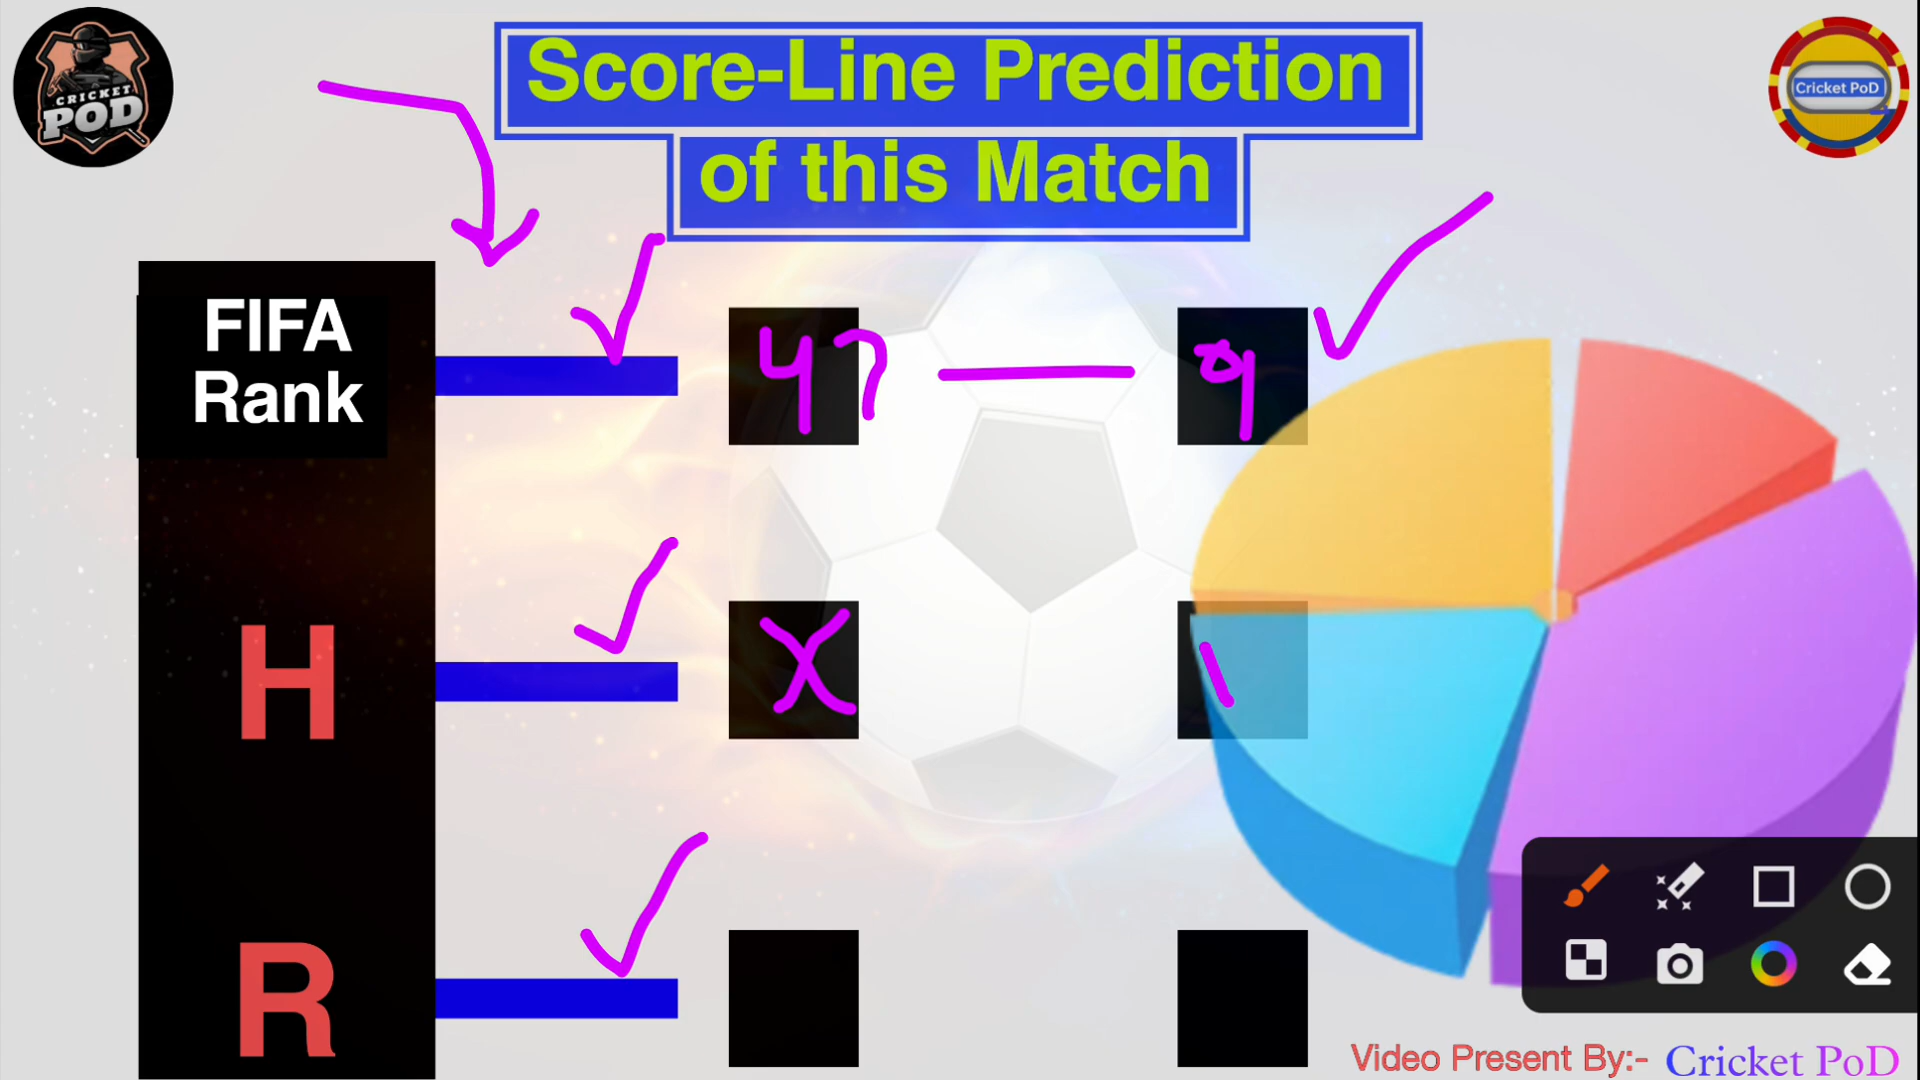 CRICKET
POD
Score-Line Prediction
of this Match
Cricket PoD
FIFA
Rank
47
9
H
X
R
Video Present By:- Cricket PoD